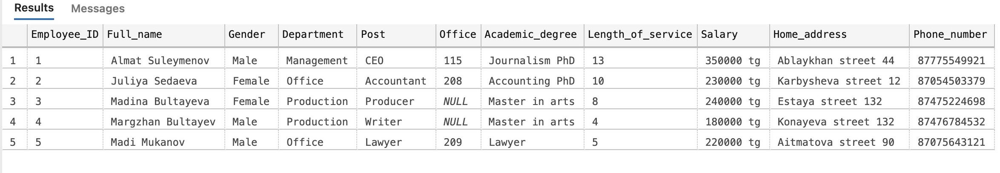 Results Messages
Employee_ID Full_name Gender Department Post Office Academic_degree Length_of_service Salary Home_address Phone_number
1 1 Almat Suleymenov Male Management CEO 115 Journalism PhD 13 350000 tg Ablaykhan street 44 87775549921
2 2 Juliya Sedaeva Female Office Accountant 208 Accounting PhD 10 230000 tg Karbysheva street 12 87054503379
3 3 Madina Bultayeva Female Production Producer NULL Master in arts 8 240000 tg Estaya street 132 87475224698
4 4 Margzhan Bultayev Male Production Writer NULL Master in arts 4 180000 tg Konayeva street 132 87476784532
5 5 Madi Mukanov Male Office Lawyer 209 Lawyer 5 220000 tg Aitmatova street 90 87075643121